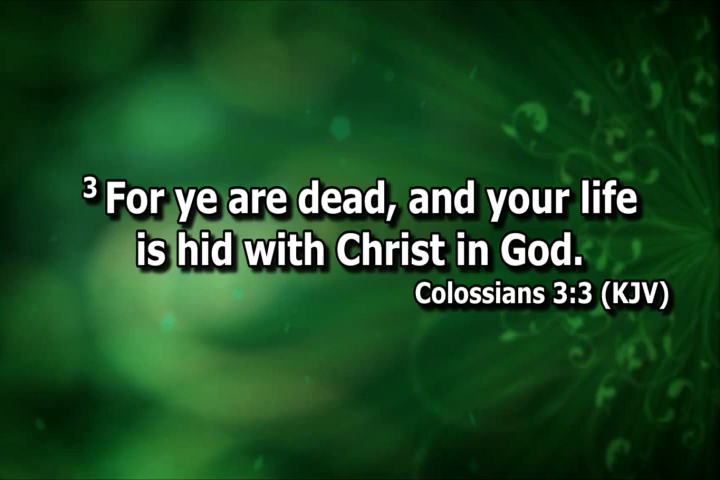 3 For ye are dead, and your life
is hid with Christ in God.
Colossians 3:3 (KJV)